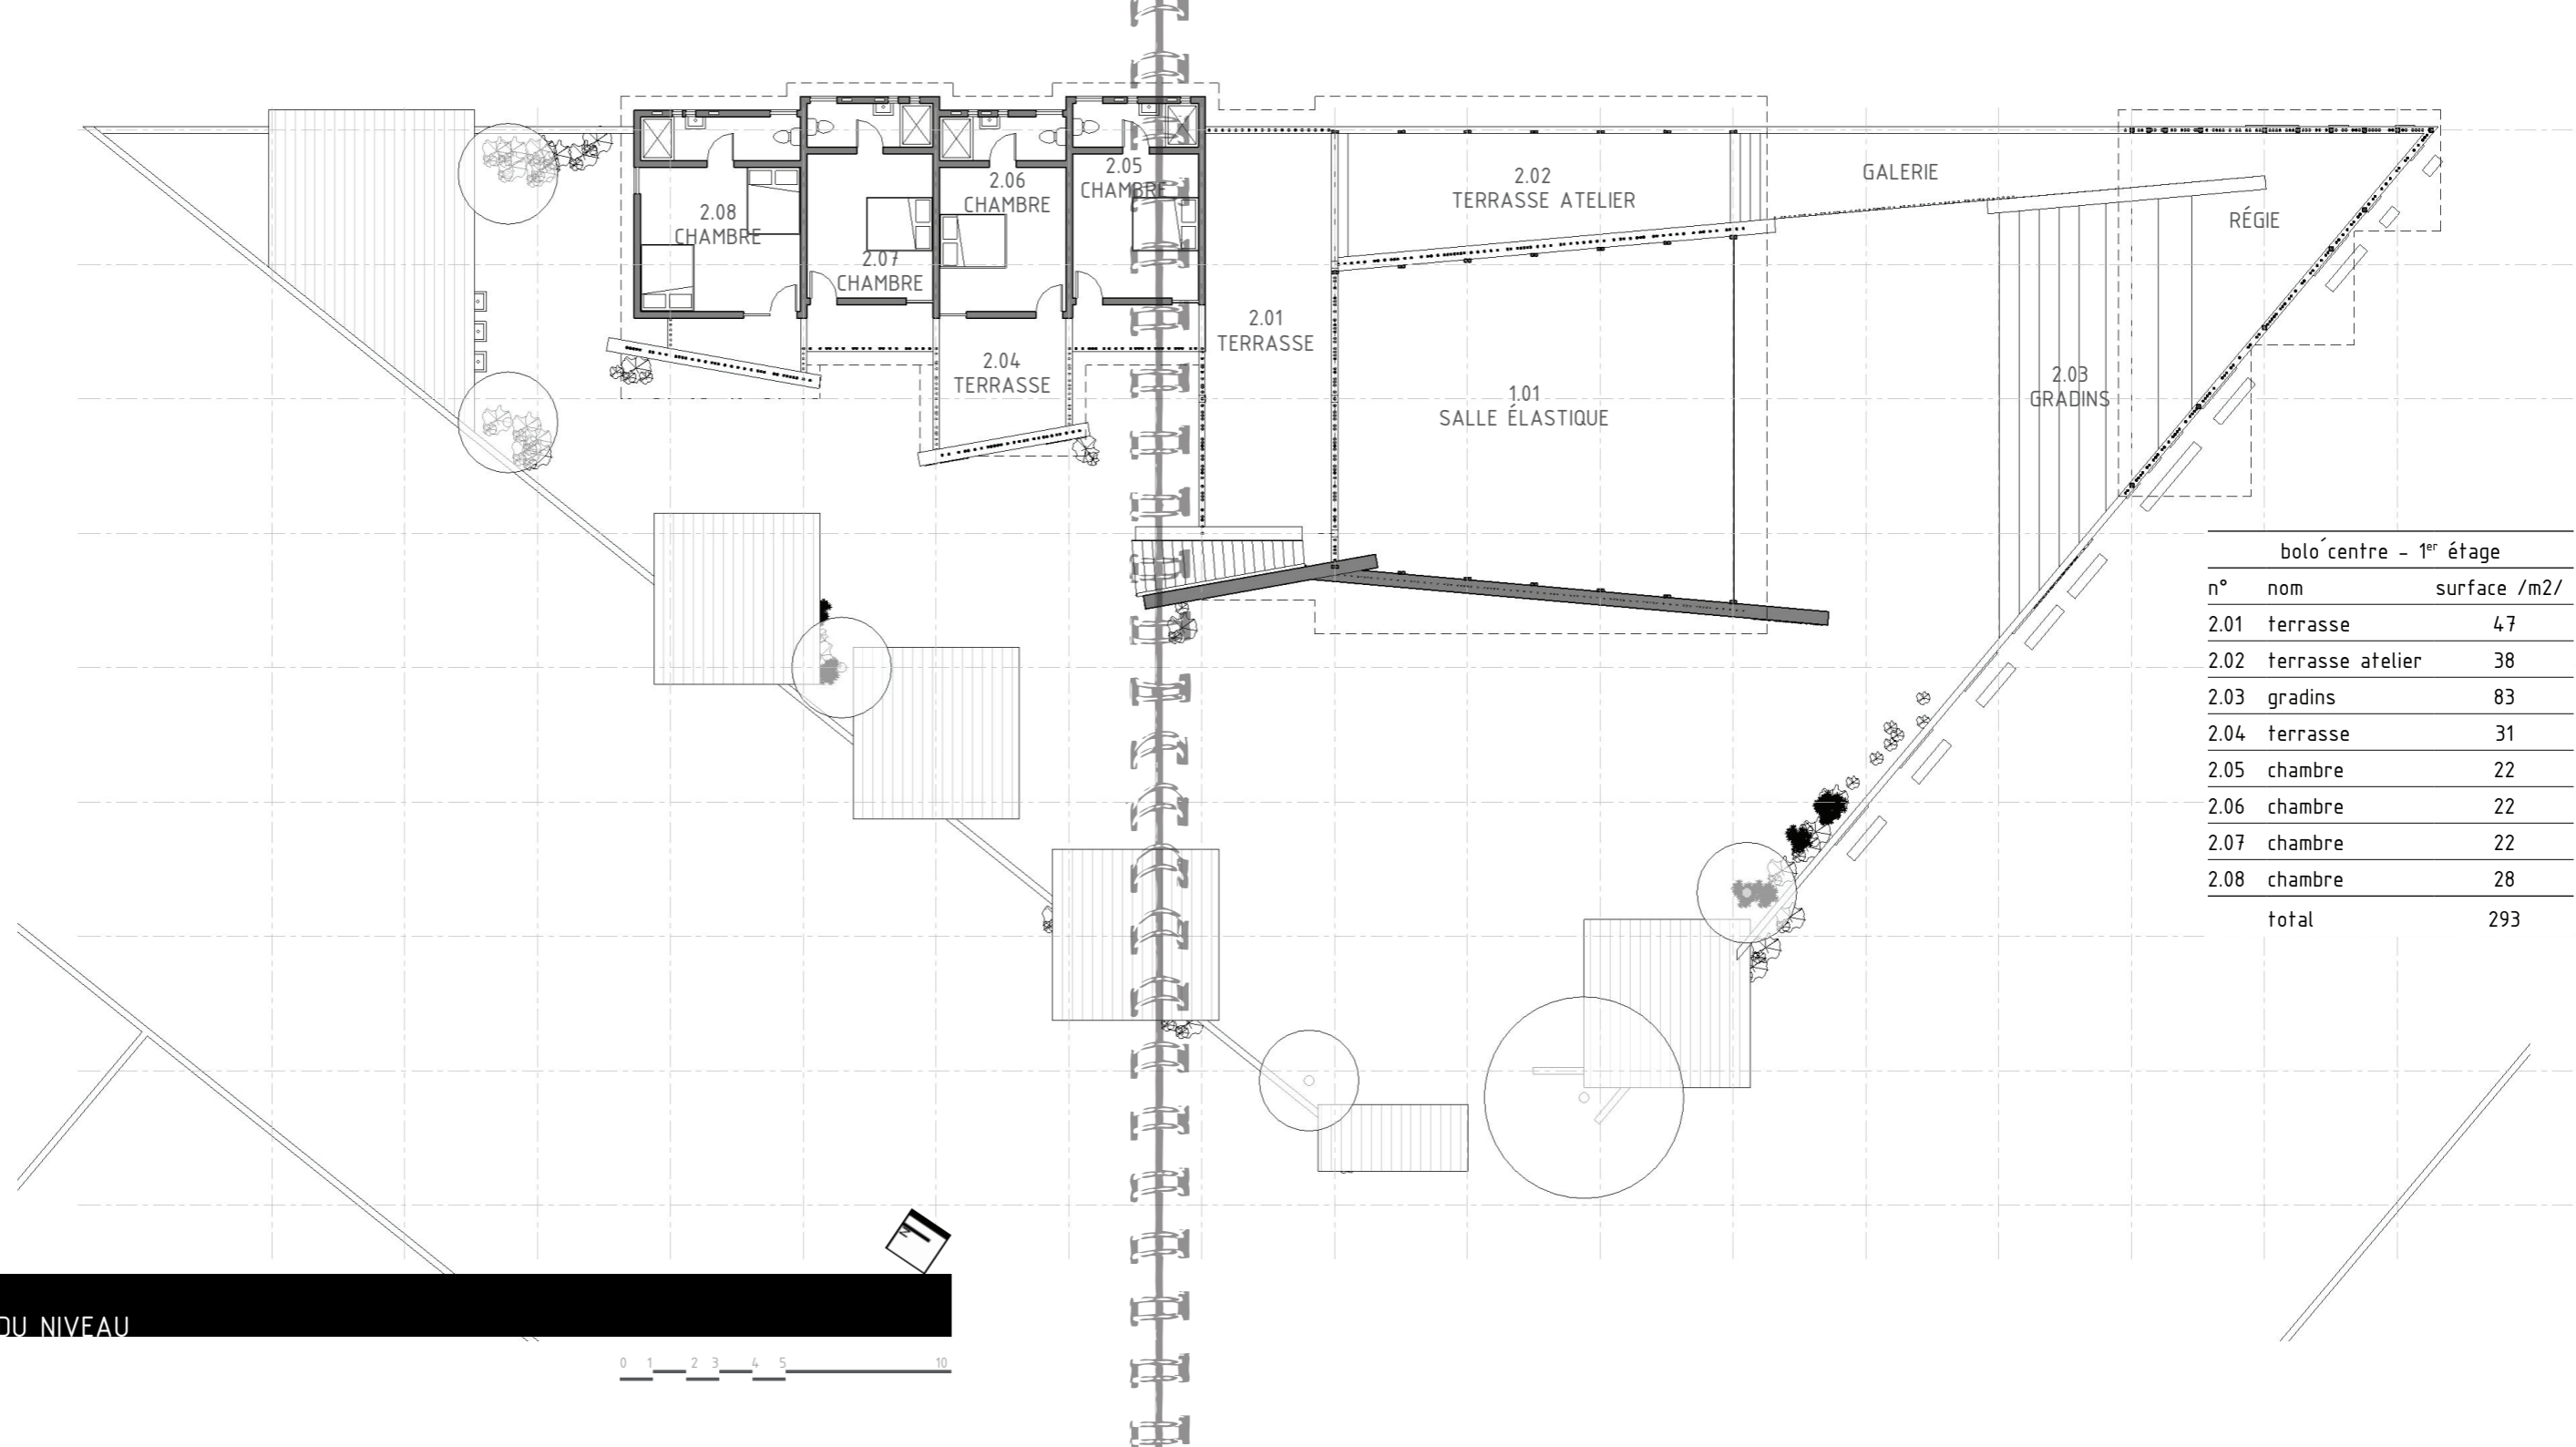 2.08
CHAMBRE
2.07
CHAMBRE
2.06
CHAMBRE
2.05
CHAMBRE
2.04
TERRASSE
2.01
TERRASSE
2.02
TERRASSE ATELIER
GALERIE
RÉGIE
1.01
SALLE ÉLASTIQUE
2.03
GRADINS
bolo´centre - 1er étage
n° nom surface /m2/
2.01 terrasse 47
2.02 terrasse atelier 38
2.03 gradins 83
2.04 terrasse 31
2.05 chambre 22
2.06 chambre 22
2.07 chambre 22
2.08 chambre 28
total 293
N
DU NIVEAU
0 1 2 3 4 5 10